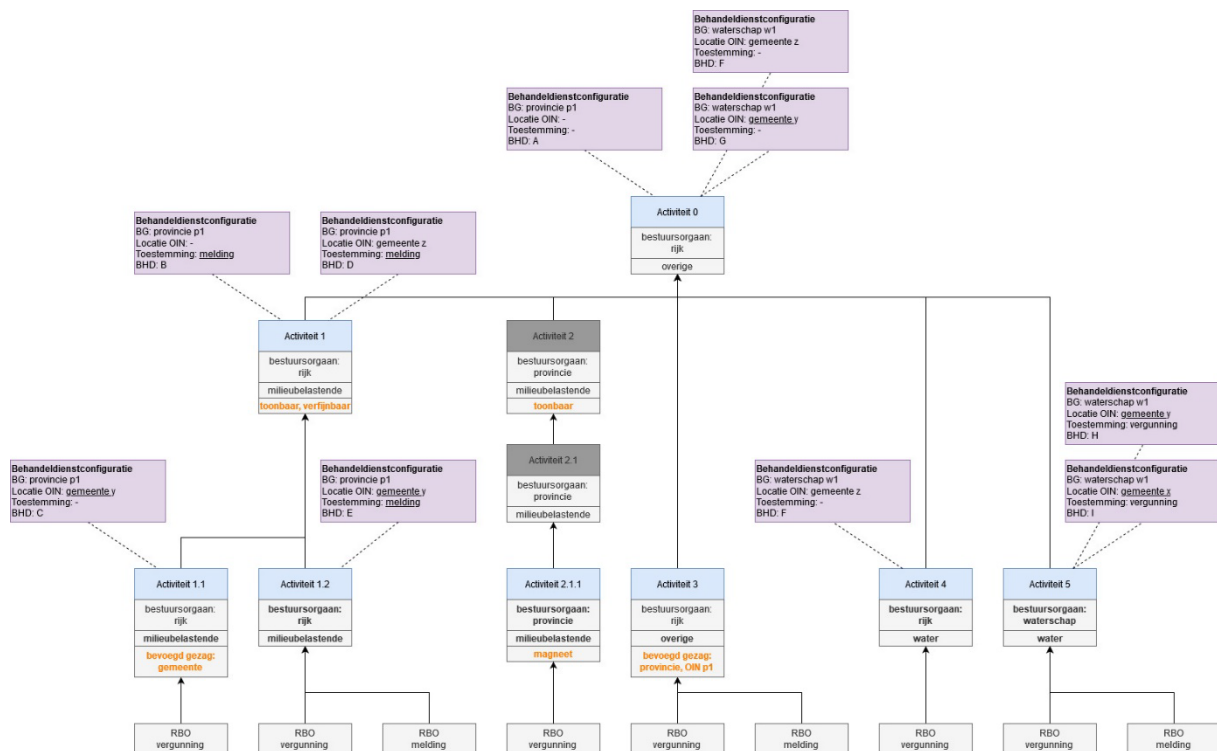 Behandeldienstconfiguratie
BG: waterschap w1
Locatie OIN: gemeente z
Toestemming: -
BHD: F
Behandeldienstconfiguratie
BG: provincie p1
Locatie OIN: -
Toestemming: -
BHD: A
Behandeldienstconfiguratie
BG: waterschap w1
Locatie OIN: gemeente y
Toestemming: -
BHD: G
Activiteit 0
bestuursorgaan:
rijk
overige
Behandeldienstconfiguratie
BG: provincie p1
Locatie OIN: -
Toestemming: melding
BHD: B
Behandeldienstconfiguratie
BG: provincie p1
Locatie OIN: gemeente z
Toestemming: melding
BHD: D
Activiteit 1
bestuursorgaan:
rijk
milieubelastende
toonbaar, verfijnbaar
Activiteit 2
bestuursorgaan:
provincie
milieubelastende
toonbaar
Activiteit 2.1
bestuursorgaan:
provincie
milieubelastende
Behandeldienstconfiguratie
BG: waterschap w1
Locatie OIN: gemeente y
Toestemming: vergunning
BHD: H
Behandeldienstconfiguratie
BG: provincie p1
Locatie OIN: gemeente y
Toestemming: -
BHD: C
Behandeldienstconfiguratie
BG: provincie p1
Locatie OIN: gemeente y
Toestemming: melding
BHD: E
Behandeldienstconfiguratie
BG: waterschap w1
Locatie OIN: gemeente z
Toestemming: -
BHD: F
Behandeldienstconfiguratie
BG: waterschap w1
Locatie OIN: gemeente x
Toestemming: vergunning
BHD: I
Activiteit 1.1
bestuursorgaan:
rijk
milieubelastende
bevoegd gezag:
gemeente
Activiteit 1.2
bestuursorgaan:
rijk
milieubelastende
Activiteit 2.1.1
bestuursorgaan:
provincie
milieubelastende
magneet
Activiteit 3
bestuursorgaan:
rijk
overige
bevoegd gezag:
provincie, OIN p1
Activiteit 4
bestuursorgaan:
rijk
water
Activiteit 5
bestuursorgaan:
waterschap
water
RBO
vergunning
RBO
vergunning
RBO
melding
RBO
vergunning
RBO
vergunning
RBO
melding
RBO
vergunning
RBO
vergunning
RBO
melding